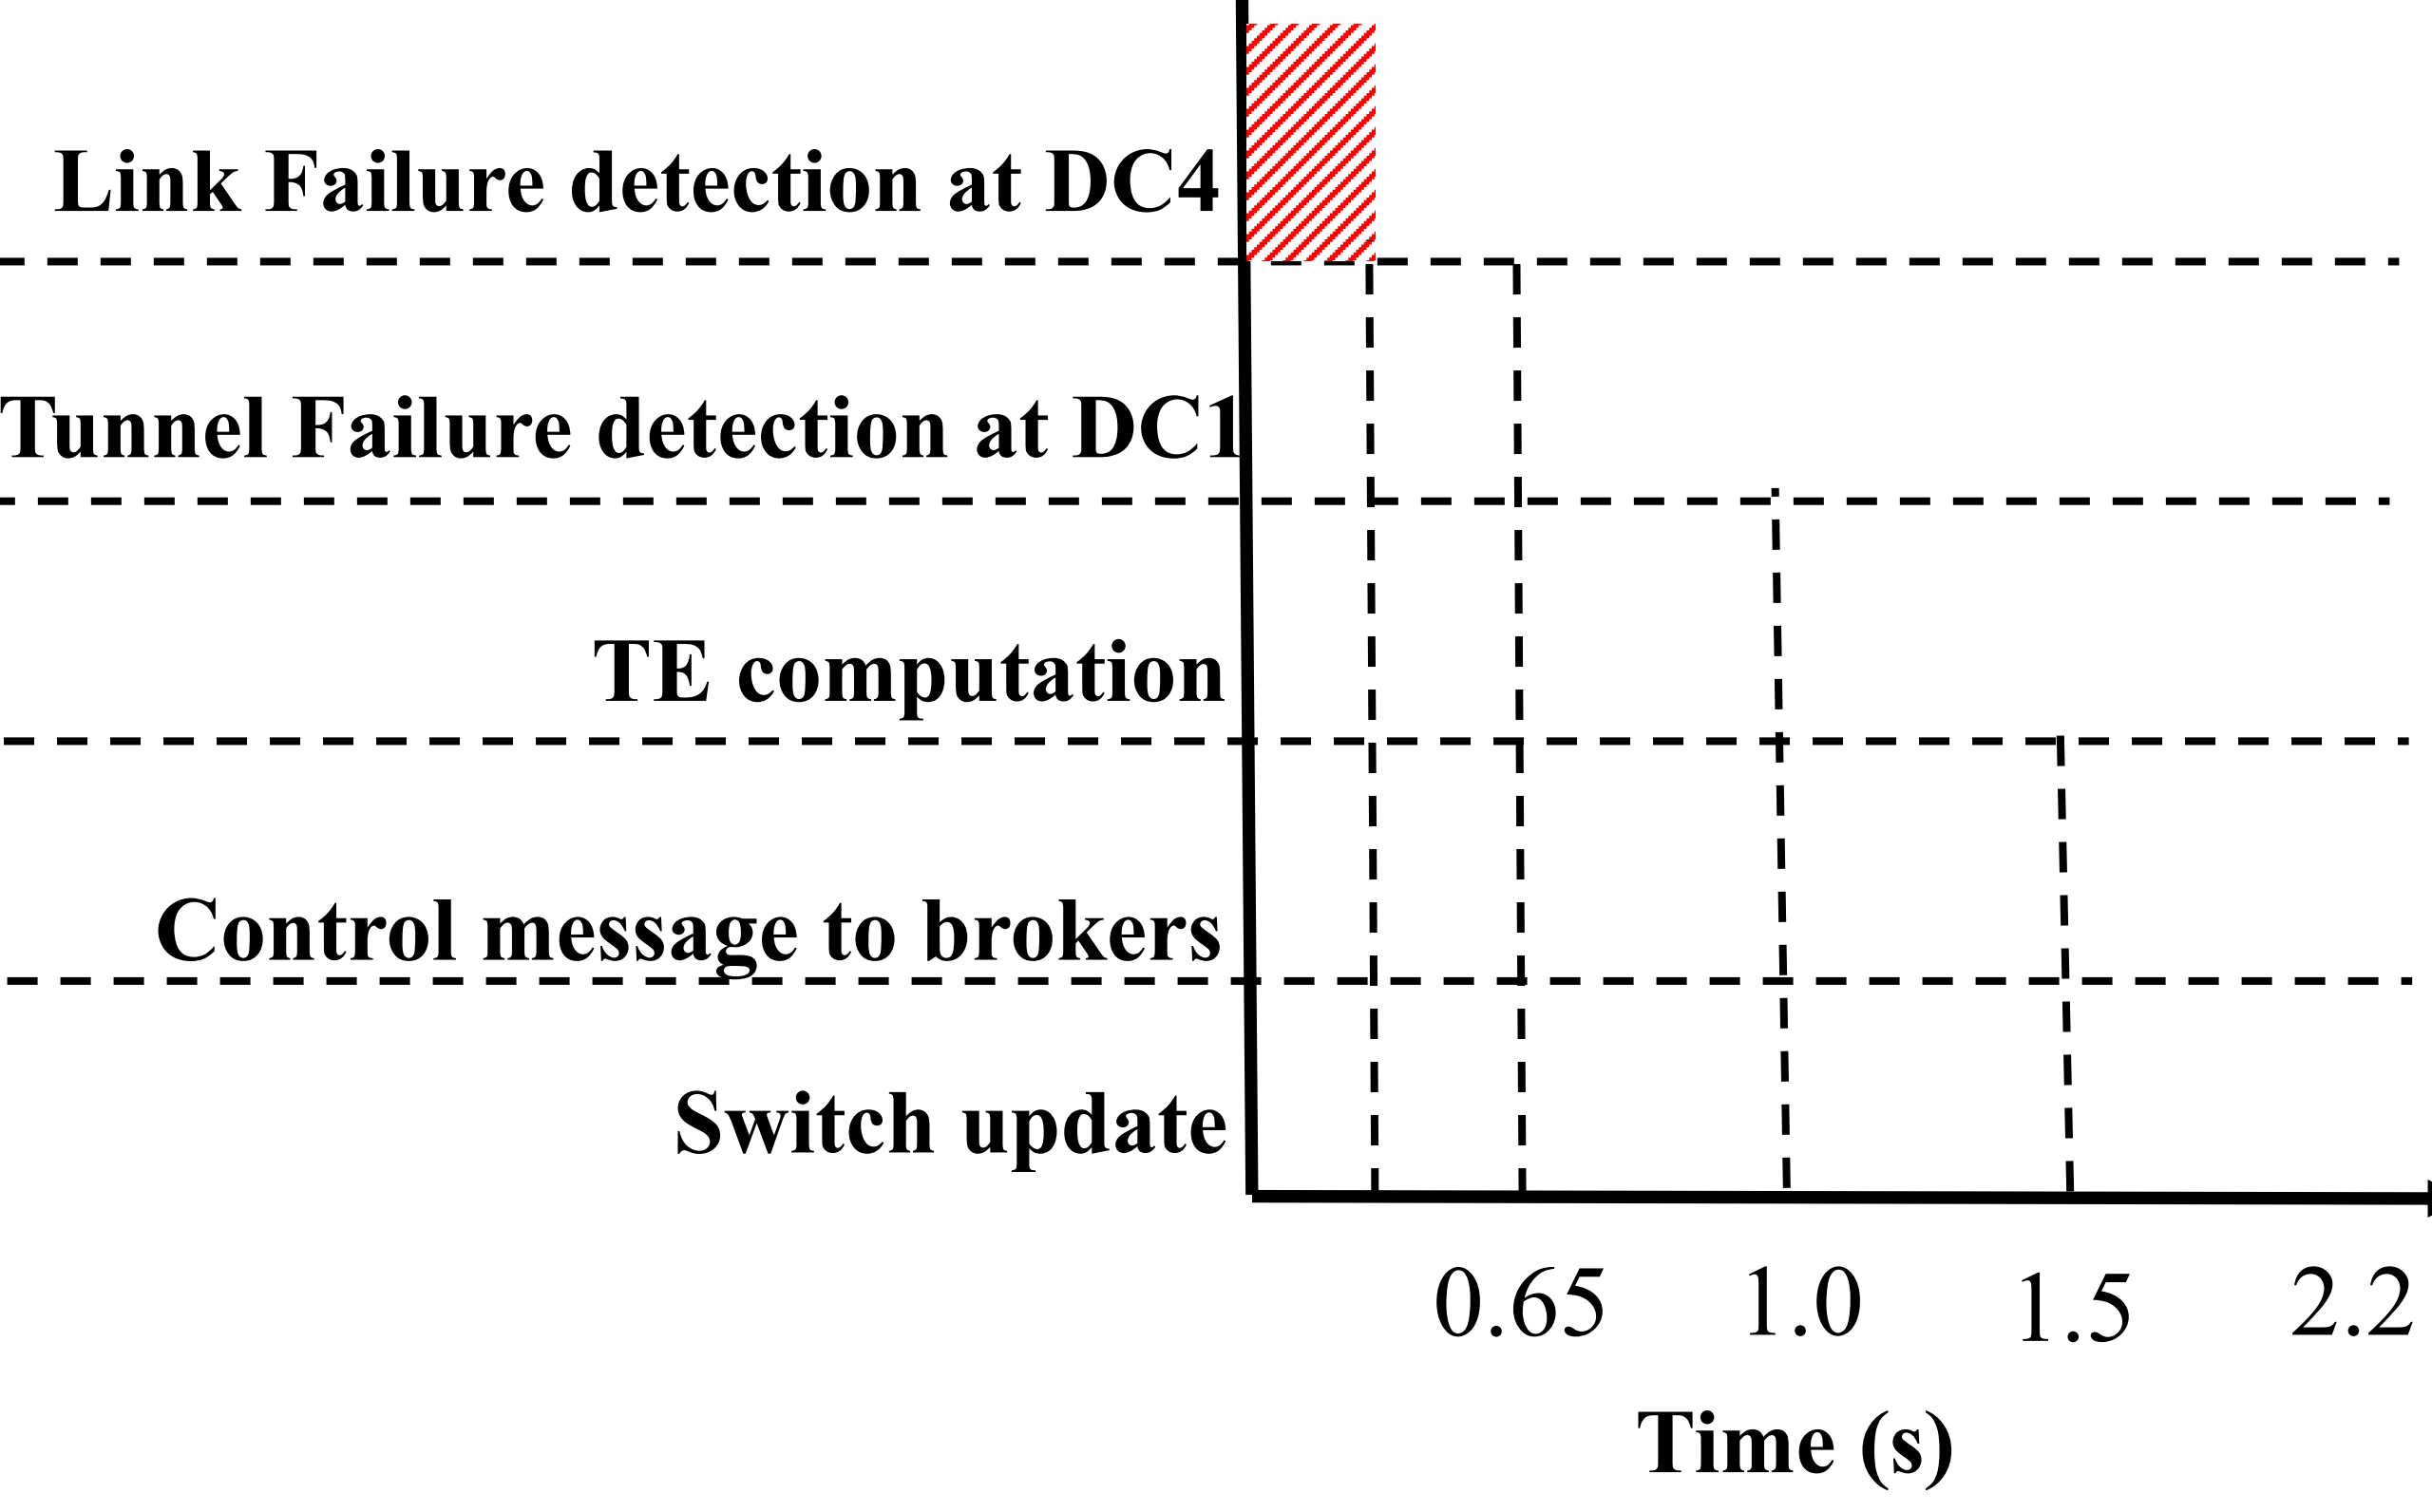 Link Failure detection at DC4
Tunnel Failure detection at DC1
TE computation
Control message to brokers
Switch update
0.65 1.0 1.5 2.2
Time (s)